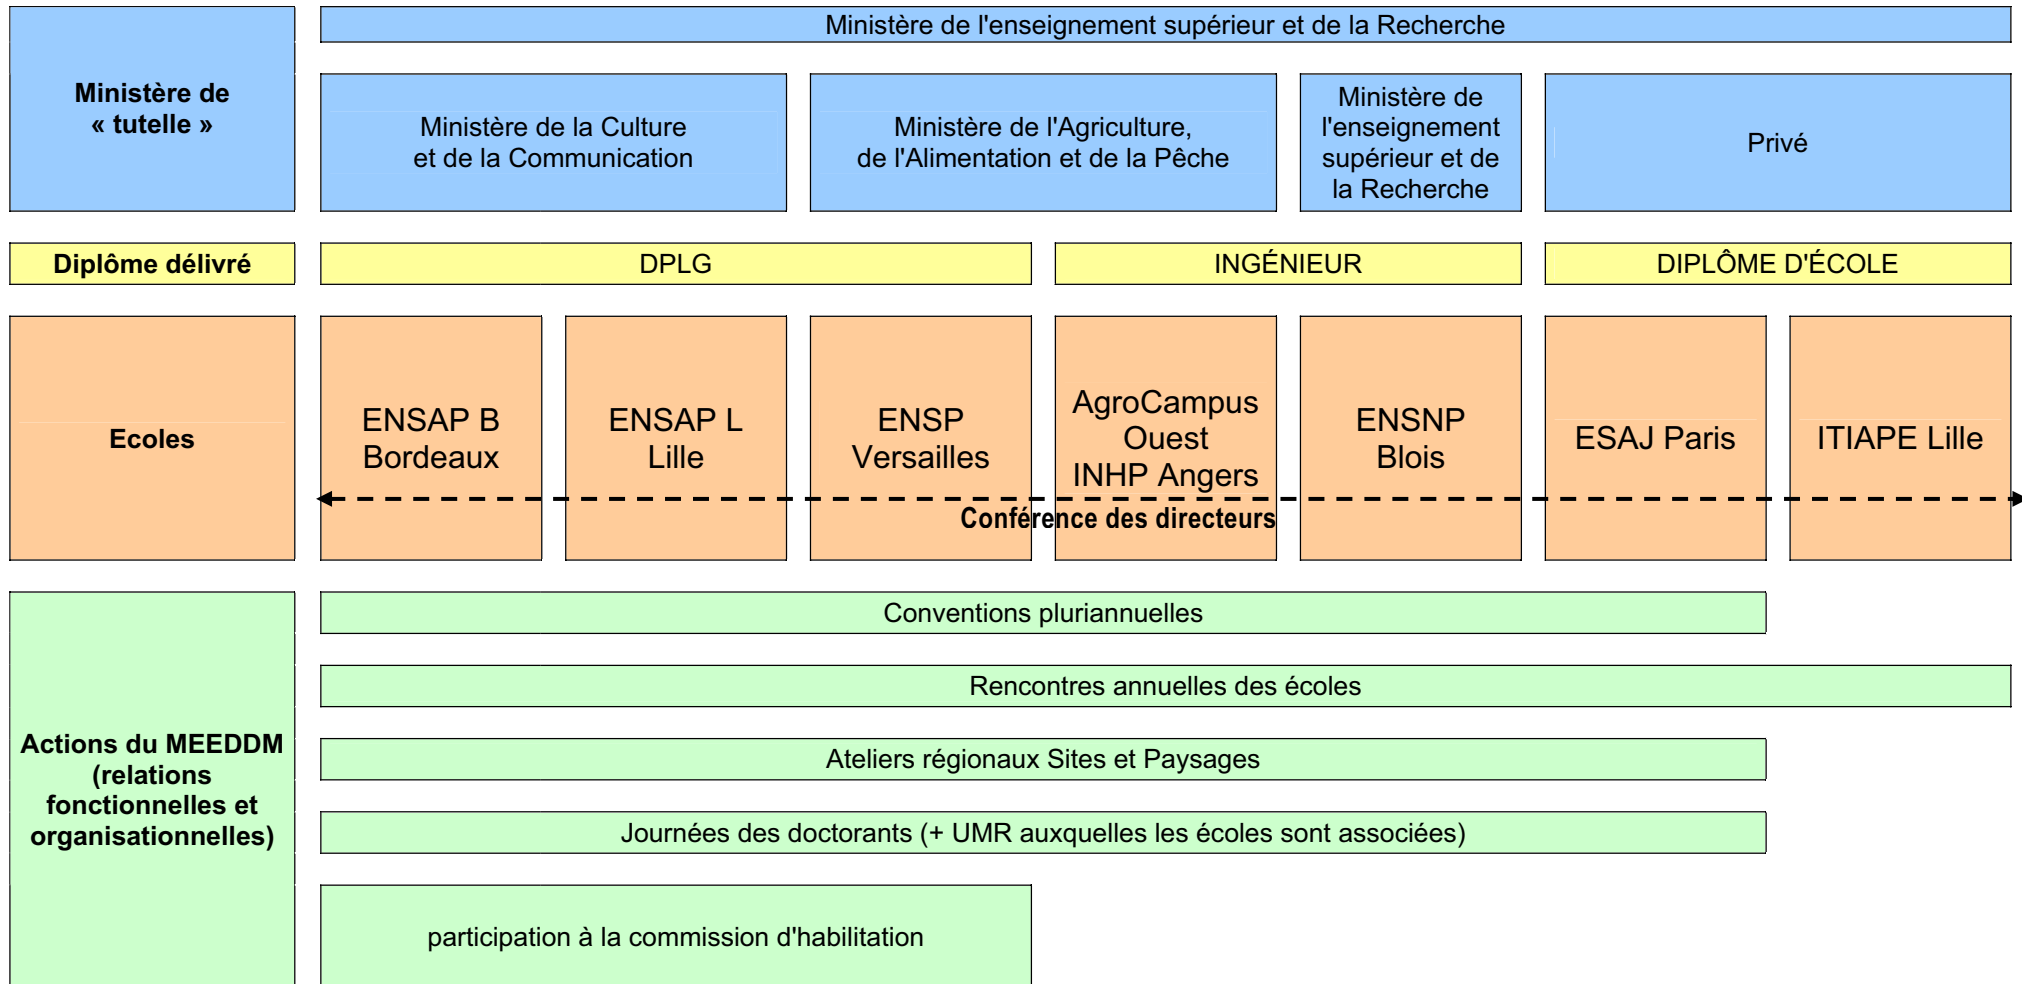 Ministère de l'enseignement supérieur et de la Recherche
Ministère de
« tutelle »
Ministère de la Culture
et de la Communication
Ministère de l'Agriculture,
de l'Alimentation et de la Pêche
Ministère de
l'enseignement
supérieur et de
la Recherche
Privé
Diplôme délivré
DPLG
INGÉNIEUR
DIPLÔME D'ÉCOLE
Ecoles
ENSAP B
Bordeaux
ENSAP L
Lille
ENSP
Versailles
AgroCampus
Ouest
INHP Angers
ENSNP
Blois
ESAJ Paris
ITIAPE Lille
Conférence des directeurs
Actions du MEEDDM
(relations
fonctionnelles et
organisationnelles)
Conventions pluriannuelles
Rencontres annuelles des écoles
Ateliers régionaux Sites et Paysages
Journées des doctorants (+ UMR auxquelles les écoles sont associées)
participation à la commission d'habilitation